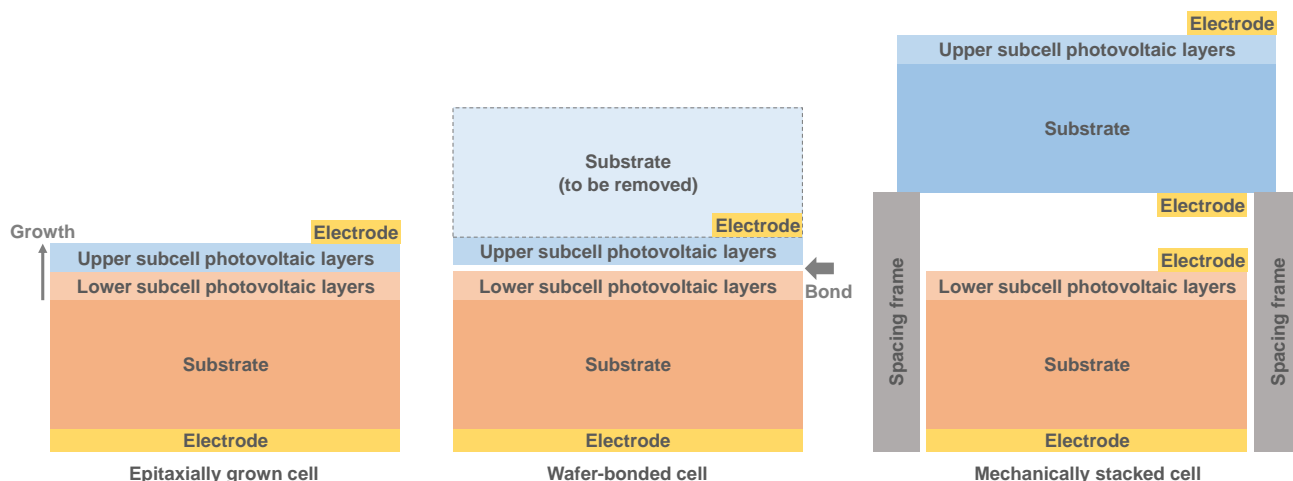 Electrode
Upper subcell photovoltaic layers
Substrate
Electrode
Electrode
Lower subcell photovoltaic layers
Substrate
Electrode
Spacing frame
Spacing frame
Mechanically stacked cell
Substrate
(to be removed)
Electrode
Upper subcell photovoltaic layers
Lower subcell photovoltaic layers
Bond
Substrate
Electrode
Wafer-bonded cell
Growth
Electrode
Upper subcell photovoltaic layers
Lower subcell photovoltaic layers
Substrate
Electrode
Epitaxially grown cell